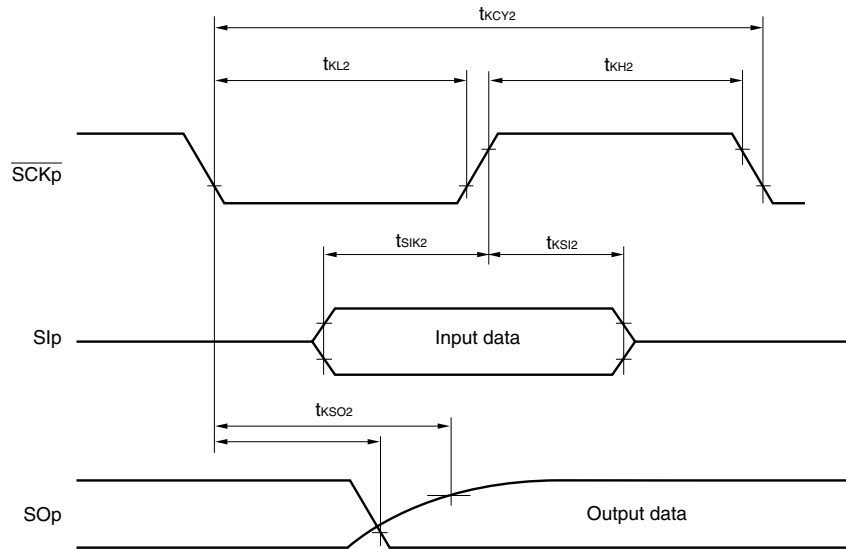 tKCY2
tKL2
tKH2
SCKp
tSIK2
tKSI2
SIp
Input data
tKSO2
SOp
Output data